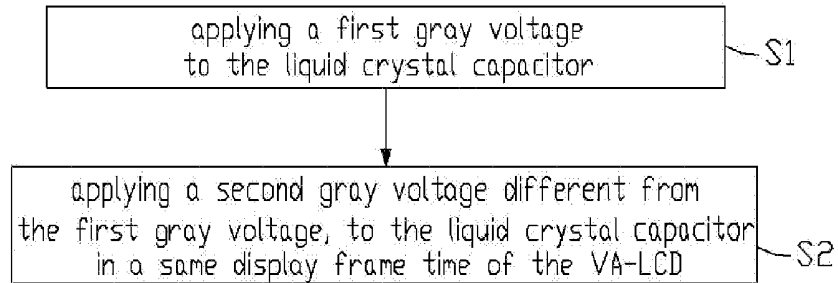 applying a first gray voltage
to the liquid crystal capacitor
S1
applying a second gray voltage different from
the first gray voltage, to the liquid crystal capacitor
in a same display frame time of the VA-LCD
S2